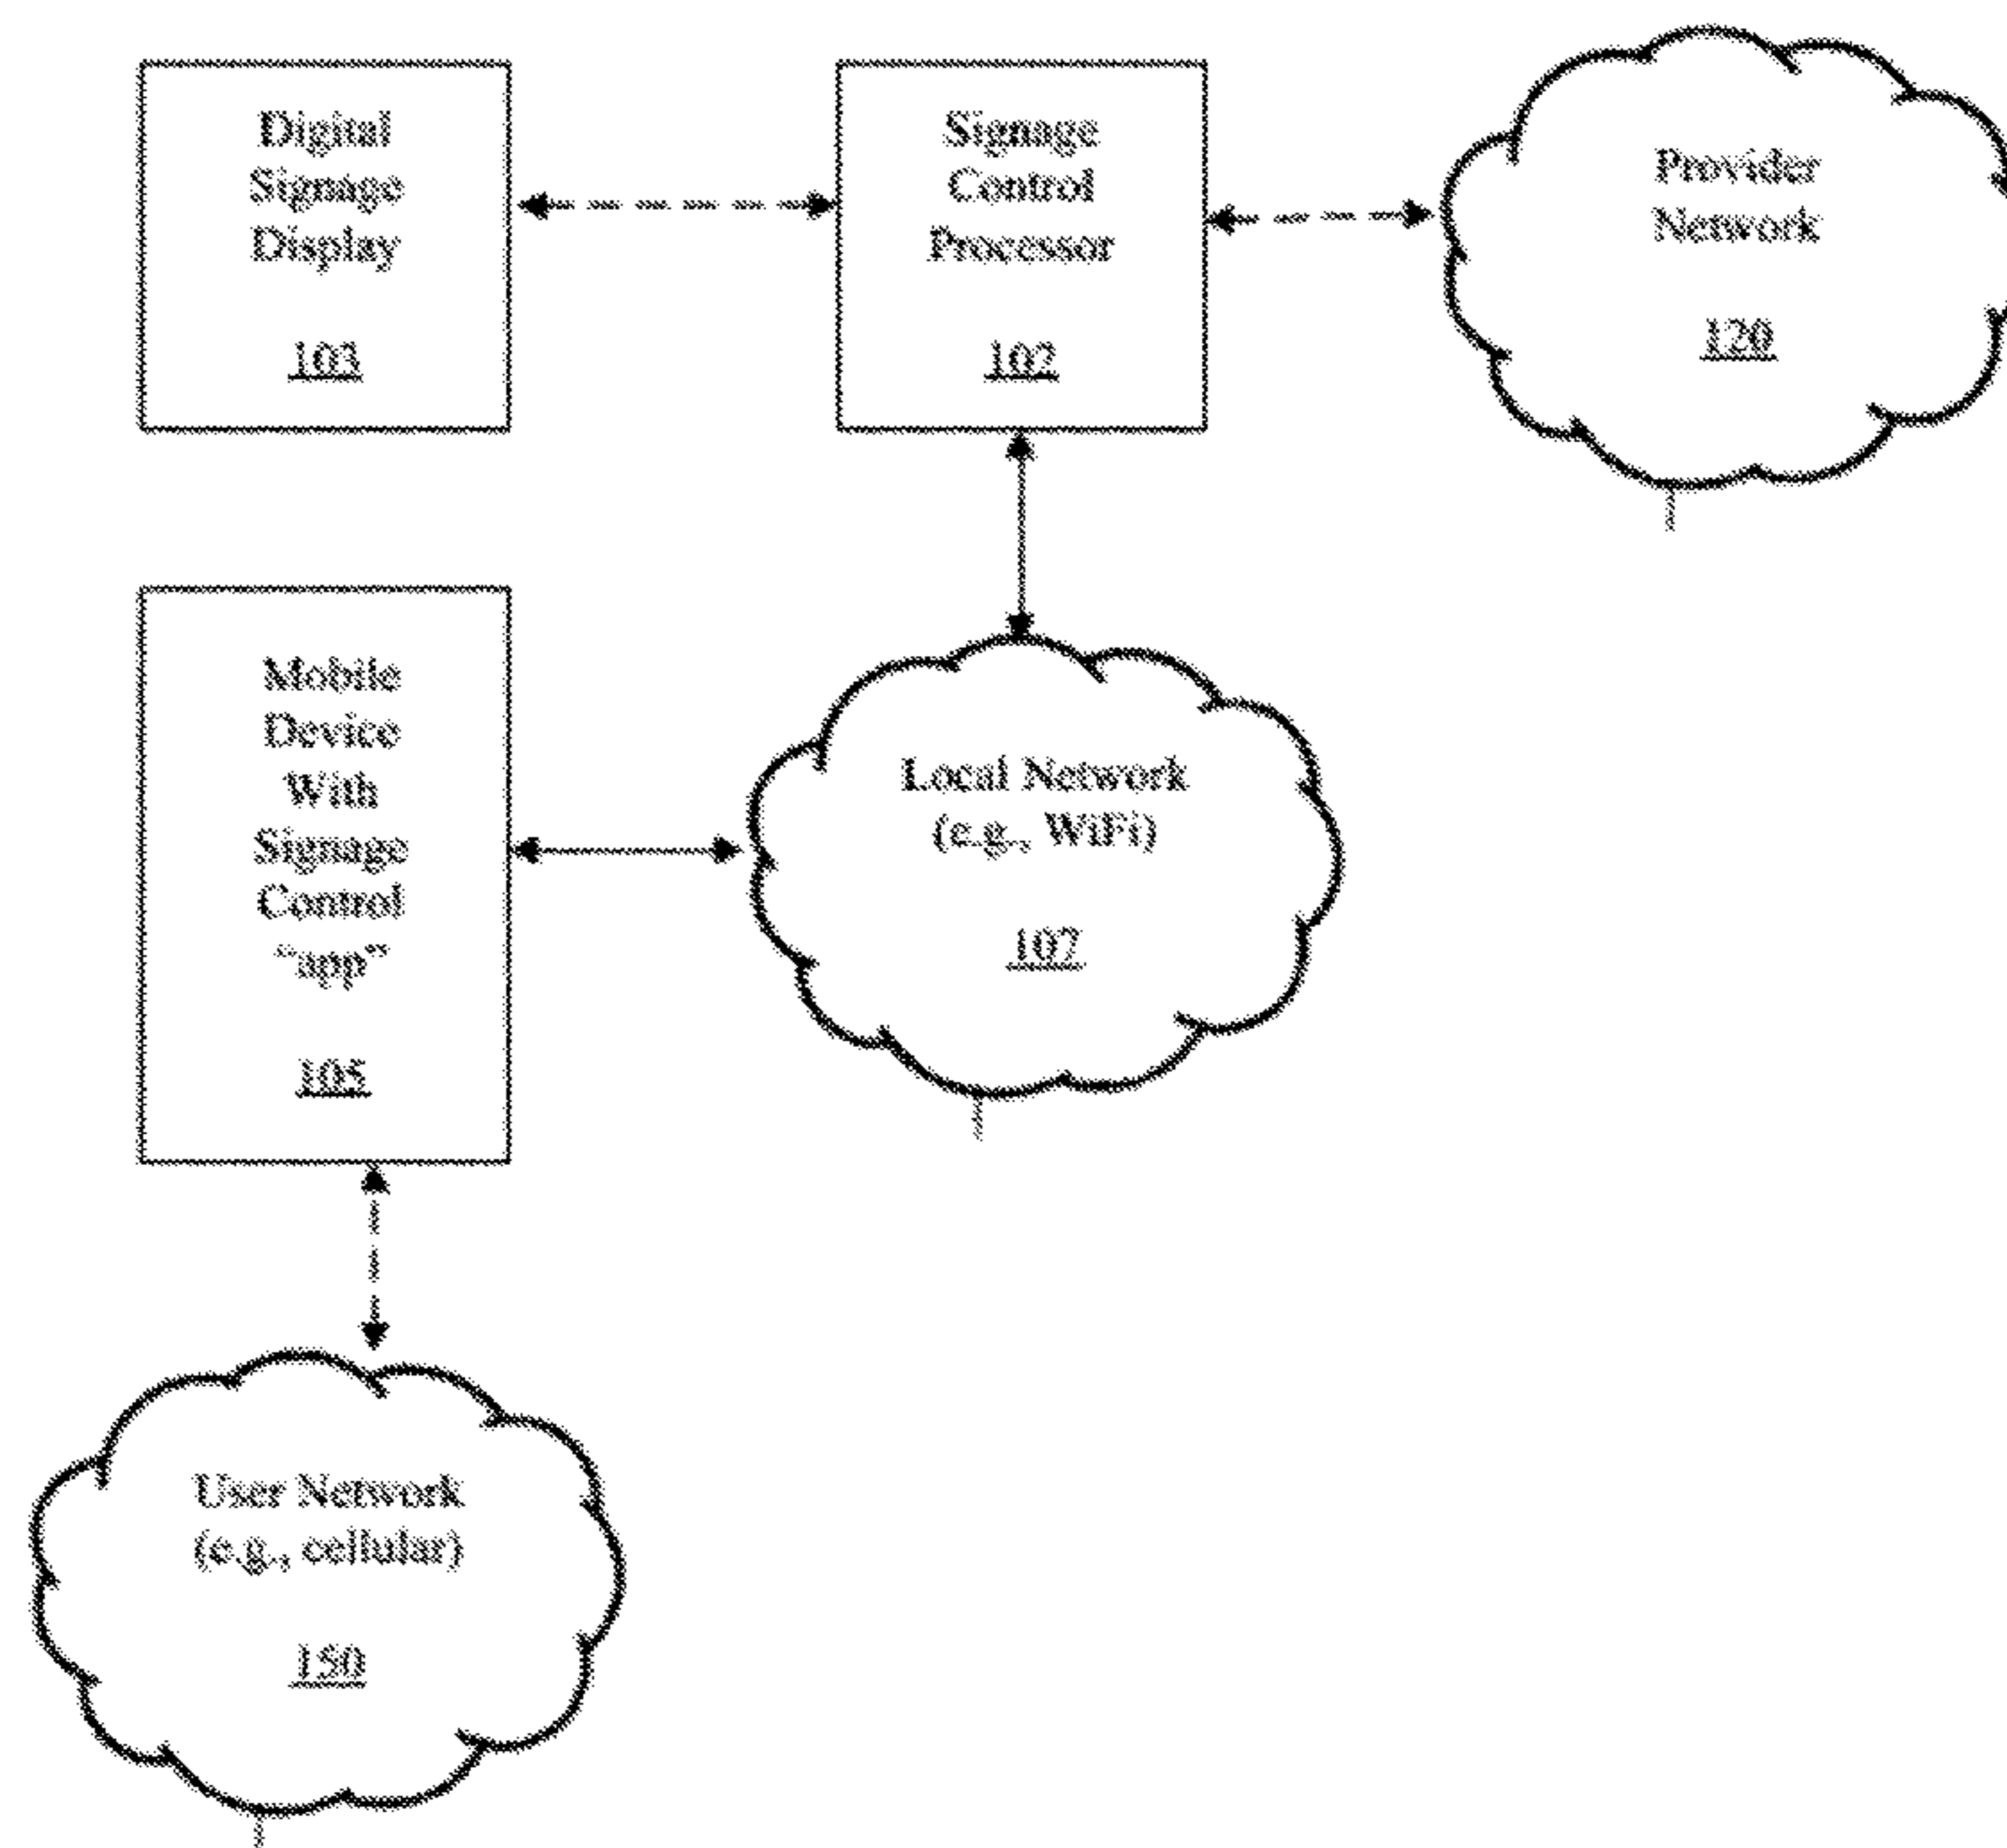 Digital
Signage
Display
103
Signage
Control
Processor
102
Provider
Network
120
Mobile
Device
With
Signage
Control
“app”
105
Local Network
(e.g., WiFi)
107
User Network
(e.g., cellular)
150